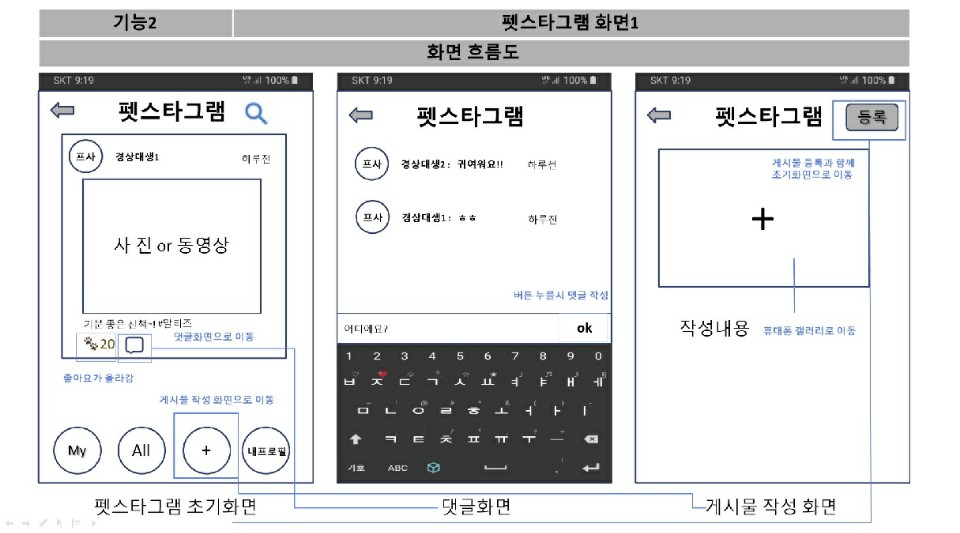 기능2
펫스타그램 화면1
화면 흐름도
SKT 9:19
100%
펫스타그램
프사
경상대생1
하루전
사 진 or 동영상
기분 좋은 산책~! #말티즈
20
댓글화면으로 이동
좋아요가 올라감
게시물 작성 화면으로 이동
My
All
+
내프로필
펫스타그램 초기화면
SKT 9:19
100%
펫스타그램
프사
경상대생2: 귀여워요!!
하루전
프사
경상대생1: ㅎㅎ
하루전
버튼 누를시 댓글 작성
어디에요?
ok
1 2 3 4 5 6 7 8 9 0
ㅂ ㅈ ㄷ ㄱ ㅅ ㅛ ㅕ ㅑ ㅐ ㅔ
ㅁ ㄴ ㅇ ㄹ ㅎ ㅗ ㅓ ㅏ ㅣ
ㅋ ㅌ ㅊ ㅍ ㅠ ㅜ ㅡ
기호 ABC
댓글화면
SKT 9:19
100%
펫스타그램
등록
게시물 등록과 함께
초기화면으로 이동
+
작성내용
휴대폰 갤러리로 이동
게시물 작성 화면